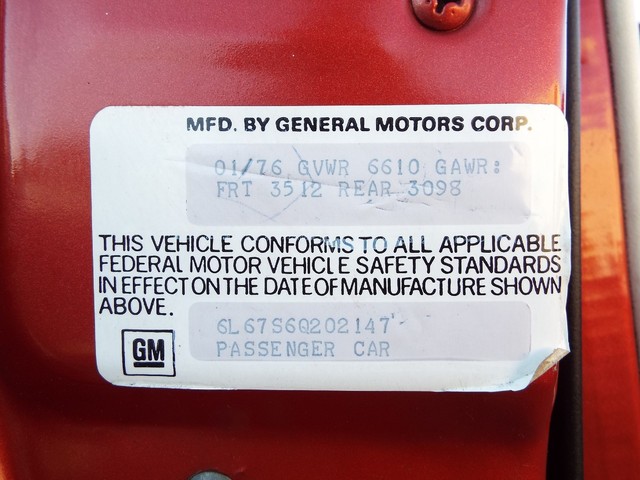 MFD. BY GENERAL MOTORS CORP.
01/76 GVWR 6610 GAWR:
FRT 3512 REAR 3098
THIS VEHICLE CONFORMS TO ALL APPLICABLE
FEDERAL MOTOR VEHICLE SAFETY STANDARDS
IN EFFECT ON THE DATE OF MANUFACTURE SHOWN
ABOVE.
6L67S6Q202147
PASSENGER CAR
GM